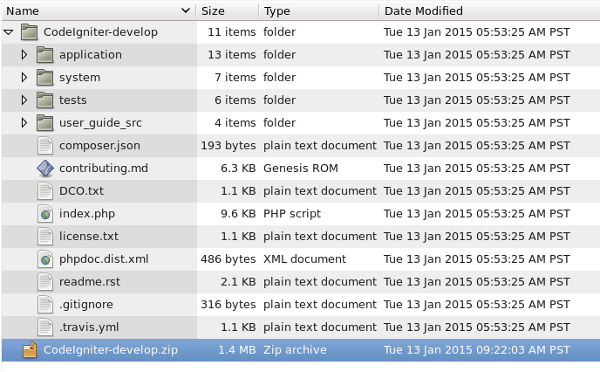 Name Size Type Date Modified
CodeIgniter-develop 11 items folder Tue 13 Jan 2015 05:53:25 AM PST
application 13 items folder Tue 13 Jan 2015 05:53:25 AM PST
system 7 items folder Tue 13 Jan 2015 05:53:25 AM PST
tests 6 items folder Tue 13 Jan 2015 05:53:25 AM PST
user_guide_src 4 items folder Tue 13 Jan 2015 05:53:25 AM PST
composer.json 193 bytes plain text document Tue 13 Jan 2015 05:53:25 AM PST
contributing.md 6.3 KB Genesis ROM Tue 13 Jan 2015 05:53:25 AM PST
DCO.txt 1.1 KB plain text document Tue 13 Jan 2015 05:53:25 AM PST
index.php 9.6 KB PHP script Tue 13 Jan 2015 05:53:25 AM PST
license.txt 1.1 KB plain text document Tue 13 Jan 2015 05:53:25 AM PST
phpdoc.dist.xml 486 bytes XML document Tue 13 Jan 2015 05:53:25 AM PST
readme.rst 2.1 KB plain text document Tue 13 Jan 2015 05:53:25 AM PST
.gitignore 316 bytes plain text document Tue 13 Jan 2015 05:53:25 AM PST
.travis.yml 1.1 KB plain text document Tue 13 Jan 2015 05:53:25 AM PST
CodeIgniter-develop.zip 1.4 MB Zip archive Tue 13 Jan 2015 09:22:03 AM PST